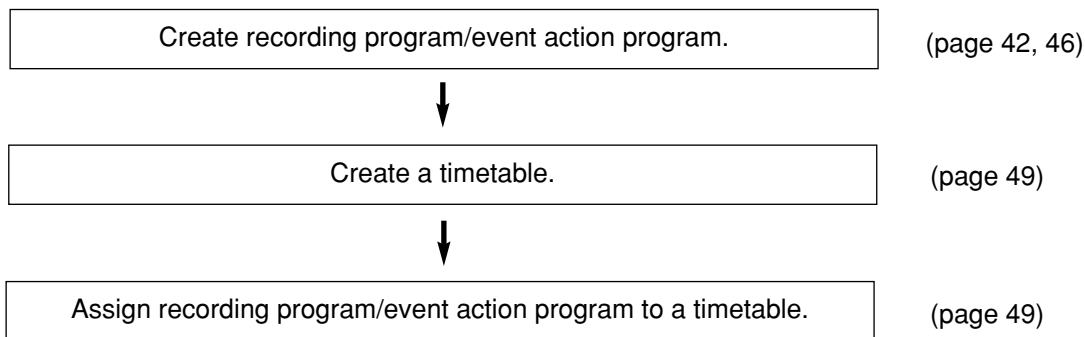 Create recording program/event action program. (page 42, 46)
Create a timetable. (page 49)
Assign recording program/event action program to a timetable. (page 49)